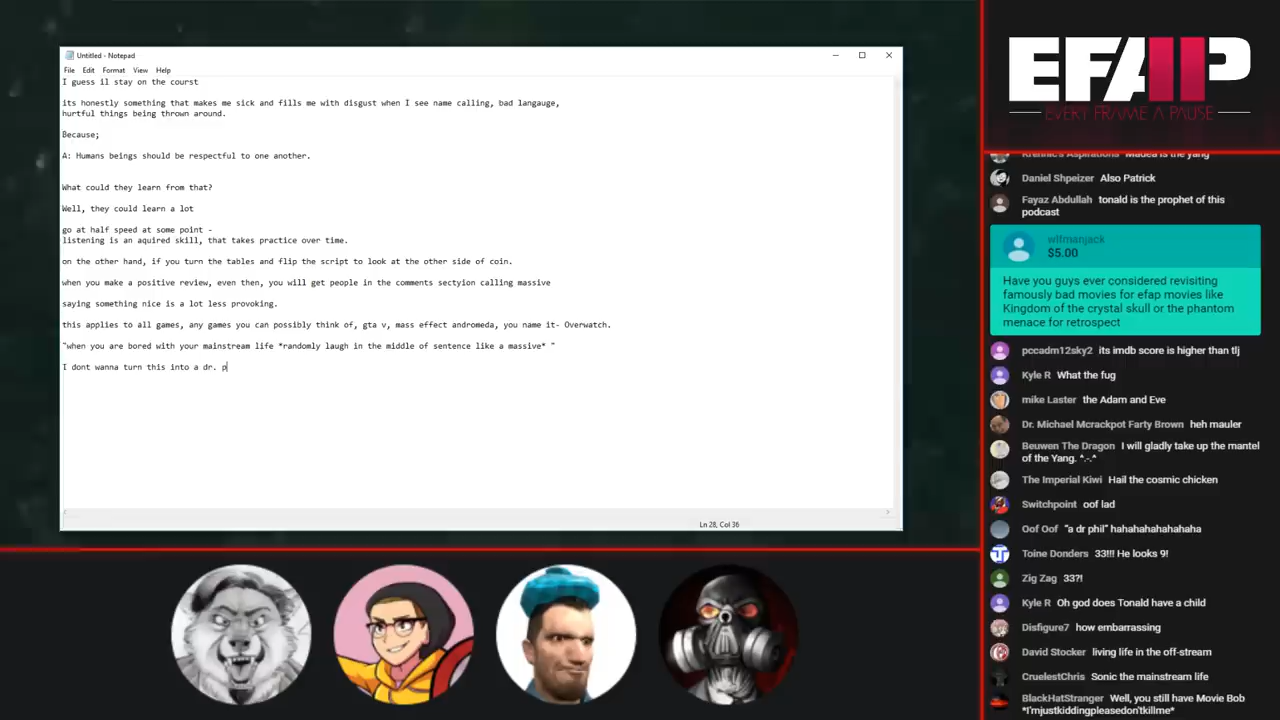 Untitled - Notepad
File Edit Format View Help
I guess il stay on the courst
its honestly something that makes me sick and fills me with disgust when I see name calling, bad langauge,
hurtful things being thrown around.
Because;
A: Humans beings should be respectful to one another.
What could they learn from that?
Well, they could learn a lot
go at half speed at some point -
listening is an aquired skill, that takes practice over time.
on the other hand, if you turn the tables and flip the script to look at the other side of coin.
when you make a positive review, even then, you will get people in the comments sectyion calling massive
saying something nice is a lot less provoking.
this applies to all games, any games you can possibly think of, gta v, mass effect andromeda, you name it- Overwatch.
"when you are bored with your mainstream life *randomly laugh in the middle of sentence like a massive* "
I dont wanna turn this into a dr. p
Ln 28, Col 36
EFAP
EVERY FRAME A PAUSE
Krennic's Aspirations Madea is the yang
Daniel Shpeizer Also Patrick
Fayaz Abdullah tonald is the prophet of this
podcast
wifmanjack
$5.00
Have you guys ever considered revisiting
famously bad movies for efap movies like
Kingdom of the crystal skull or the phantom
menace for retrospect
pccadm12sky2 its imdb score is higher than tlj
Kyle R What the fug
mike Laster the Adam and Eve
Dr. Michael Mcrackpot Farty Brown heh mauler
Beuwen The Dragon I will gladly take up the mantel
of the Yang. ^.-.^
The Imperial Kiwi Hail the cosmic chicken
Switchpoint oof lad
Oof Oof "a dr phil" hahahahahahaha
Toine Donders 33!!! He looks 9!
Zig Zag 33?!
Kyle R Oh god does Tonald have a child
Disfigure7 how embarrassing
David Stocker living life in the off-stream
CruelestChris Sonic the mainstream life
BlackHatStranger Well, you still have Movie Bob
*I'mjustkiddingpleasedon'tkillme*